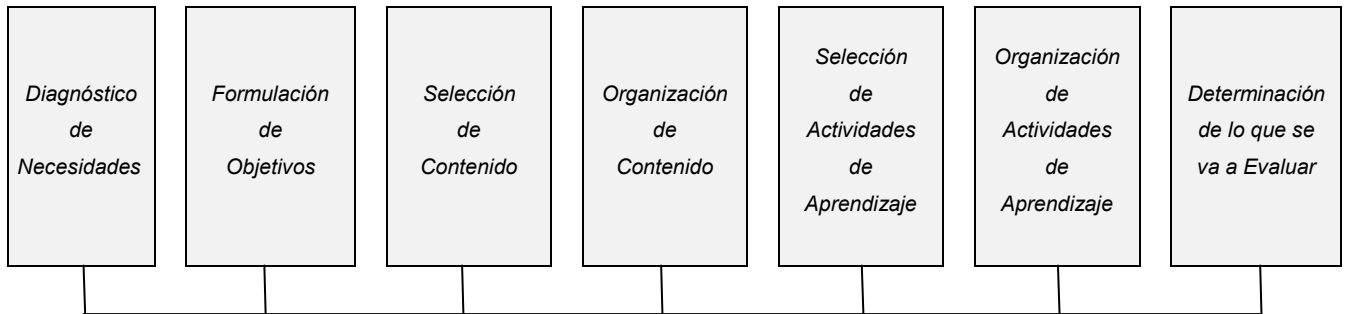 Diagnóstico
de
Necesidades
Formulación
de
Objetivos
Selección
de
Contenido
Organización
de
Contenido
Selección
de
Actividades
de
Aprendizaje
Organización
de
Actividades
de
Aprendizaje
Determinación
de lo que se
va a Evaluar